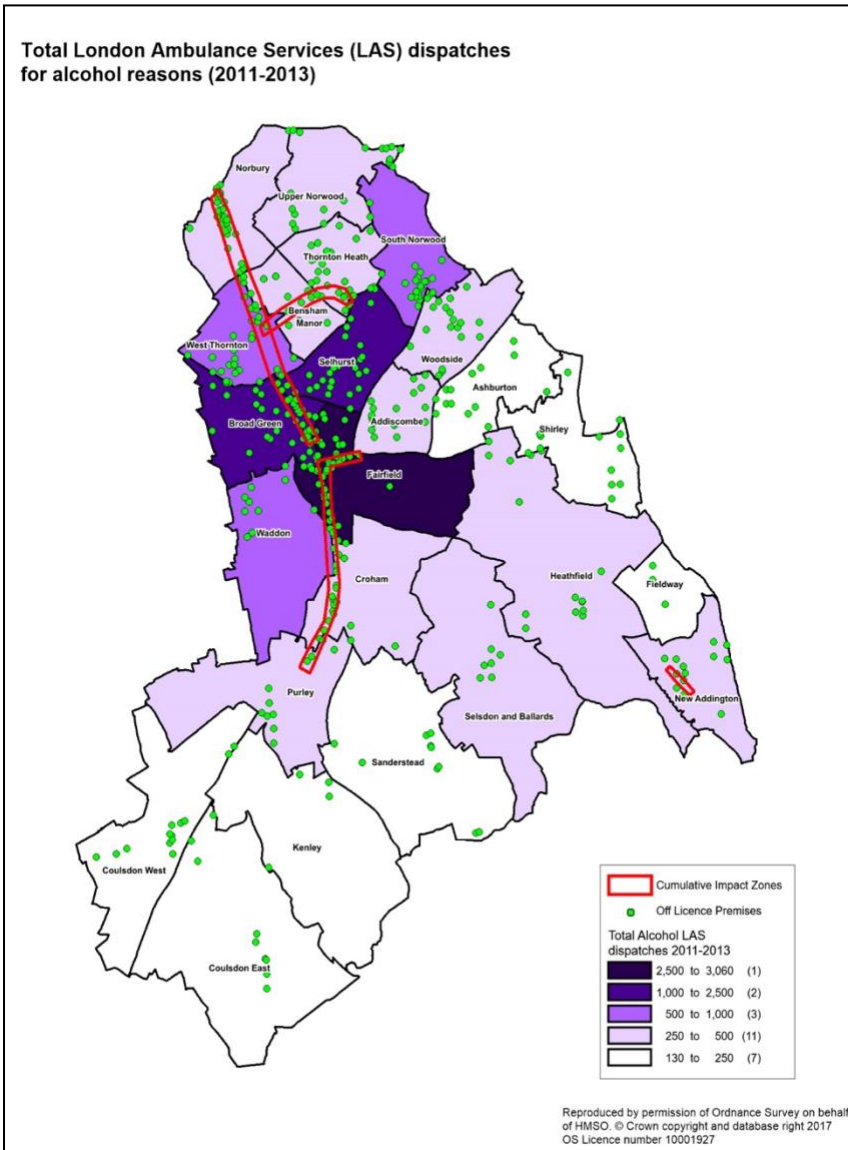 Total London Ambulance Services (LAS) dispatches
for alcohol reasons (2011-2013)
Norbury
Upper Norwood
South Norwood
Thornton Heath
Bensham
Manor
West Thornton
Selhurst
Woodside
Ashburton
Broad Green
Addiscombe
Shirley
Fairfield
Waddon
Croham
Heathfield
Fieldway
New Addington
Purley
Selsdon and Ballards
Sanderstead
Kenley
Coulsdon West
Coulsdon East
Cumulative Impact Zones
Off Licence Premises
Total Alcohol LAS
dispatches 2011-2013
2,500 to 3,060 (1)
1,000 to 2,500 (2)
500 to 1,000 (3)
250 to 500 (11)
130 to 250 (7)
Reproduced by permission of Ordnance Survey on behalf
of HMSO. © Crown copyright and database right 2017
OS Licence number 10001927